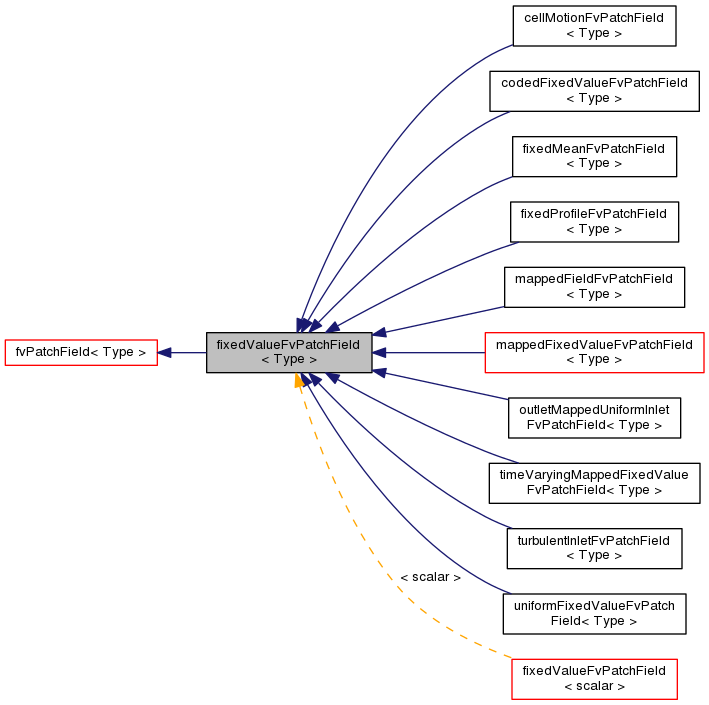 cellMotionFvPatchField
< Type >
codedFixedValueFvPatchField
< Type >
fixedMeanFvPatchField
< Type >
fixedProfileFvPatchField
< Type >
mappedFieldFvPatchField
< Type >
fvPatchField< Type >
fixedValueFvPatchField
< Type >
mappedFixedValueFvPatchField
< Type >
outletMappedUniformInlet
FvPatchField< Type >
timeVaryingMappedFixedValue
FvPatchField< Type >
turbulentInletFvPatchField
< Type >
< scalar >
uniformFixedValueFvPatch
Field< Type >
fixedValueFvPatchField
< scalar >